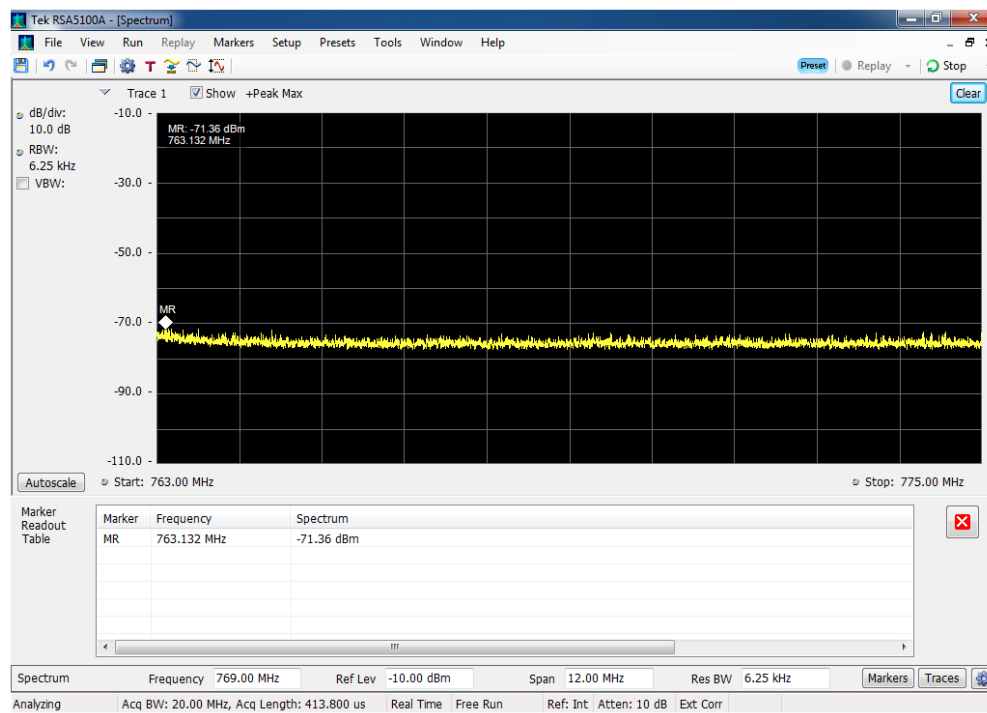 Tek RSA5100A - [Spectrum]
File View Run Replay Markers Setup Presets Tools Window Help
T Preset Replay Stop
Trace 1 Show +Peak Max Clear
dB/div:
10.0 dB
RBW:
6.25 kHz
VBW:
-10.0
-30.0
-50.0
-70.0
-90.0
-110.0
MR: -71.36 dBm
763.132 MHz
MR
Autoscale Start: 763.00 MHz Stop: 775.00 MHz
Marker
Readout
Table
Marker Frequency Spectrum
MR 763.132 MHz -71.36 dBm
Spectrum Frequency 769.00 MHz Ref Lev -10.00 dBm Span 12.00 MHz Res BW 6.25 kHz Markers Traces
Analyzing Acq BW: 20.00 MHz, Acq Length: 413.800 us Real Time Free Run Ref: Int Atten: 10 dB Ext Corr